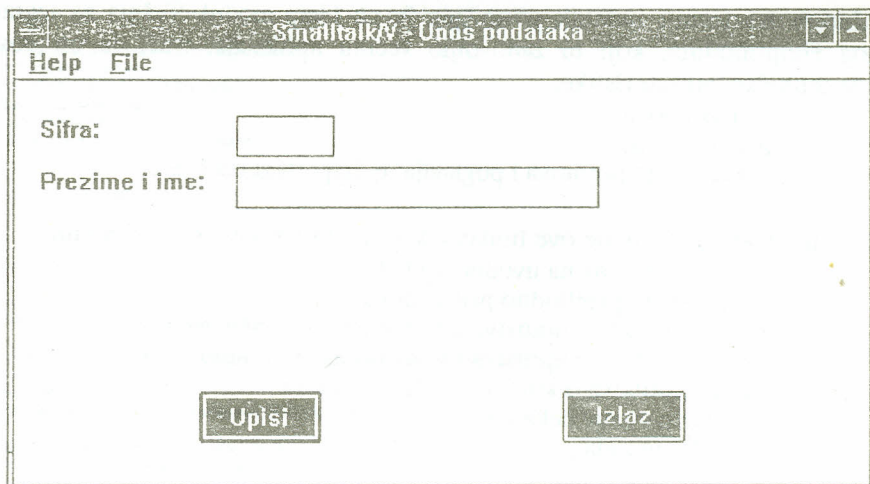 Smalltalk/V - Unos podataka
Help File
Sifra:
Prezime i ime:
Upisi Izlaz